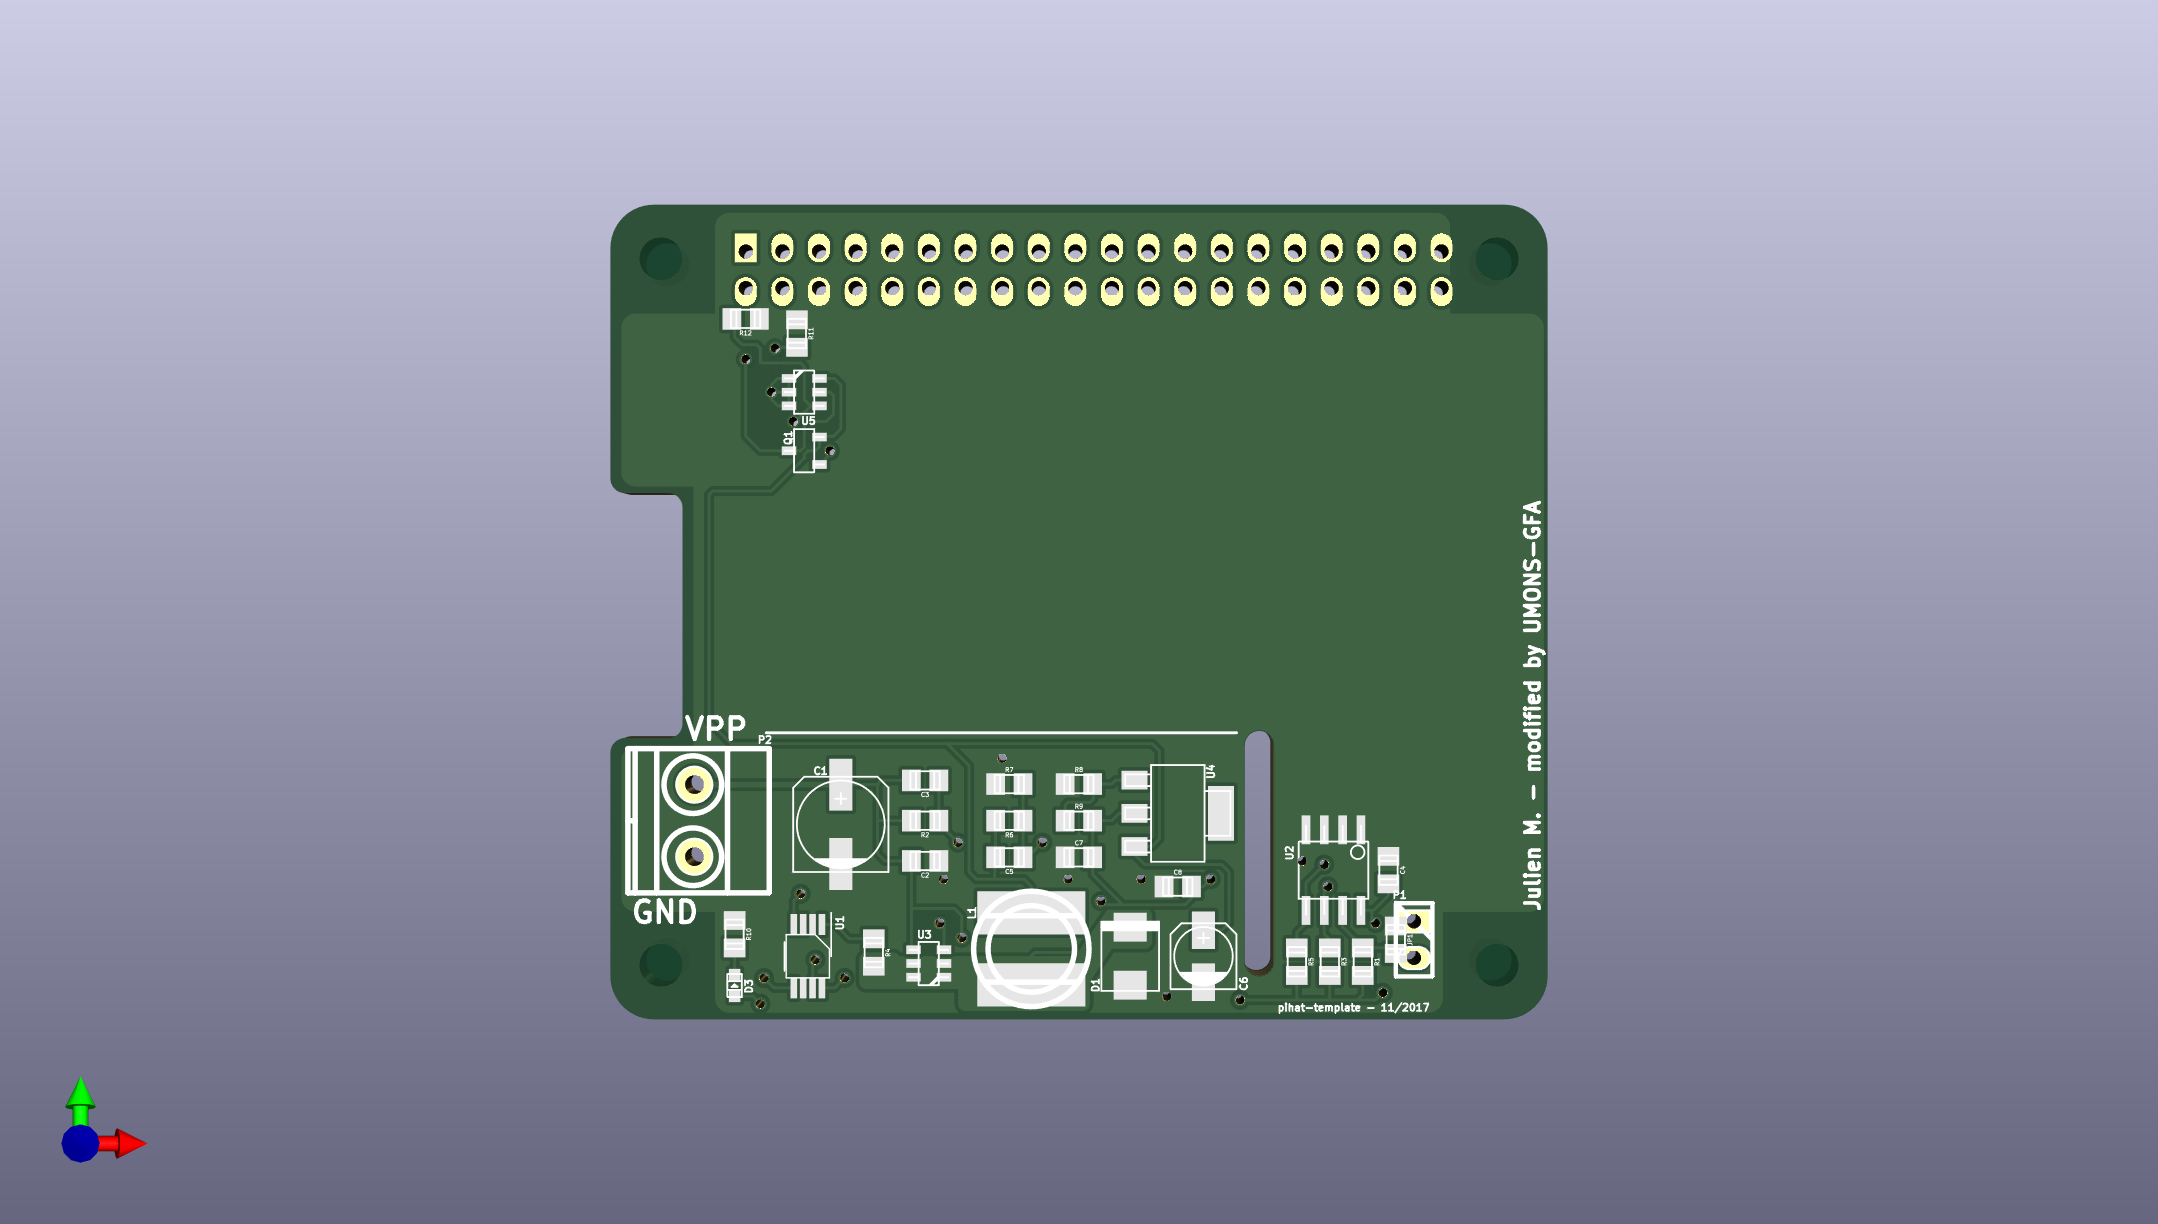 R12
R11
U5
Q1
Julien M. - modified by UMONS-GFA
VPP
P2
C1
C3
R7
R8
U4
R2
R6
R9
C2
C5
C7
U2
C4
C8
P1
GND
L1
R10
U1
R4
U3
D1
C6
R5
R3
R1
JP1
D3
pihat-template - 11/2017